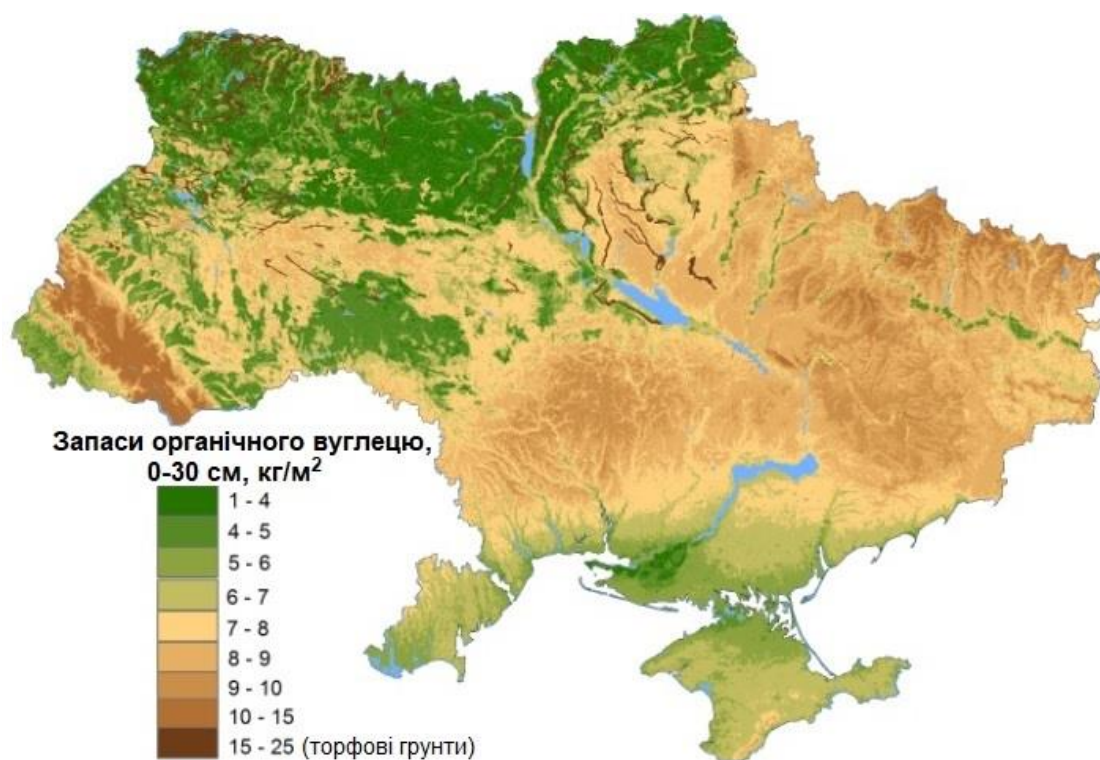 Запаси органічного вуглецю,
0-30 см, кг/м²
1 - 4
4 - 5
5 - 6
6 - 7
7 - 8
8 - 9
9 - 10
10 - 15
15 - 25 (торфові грунти)